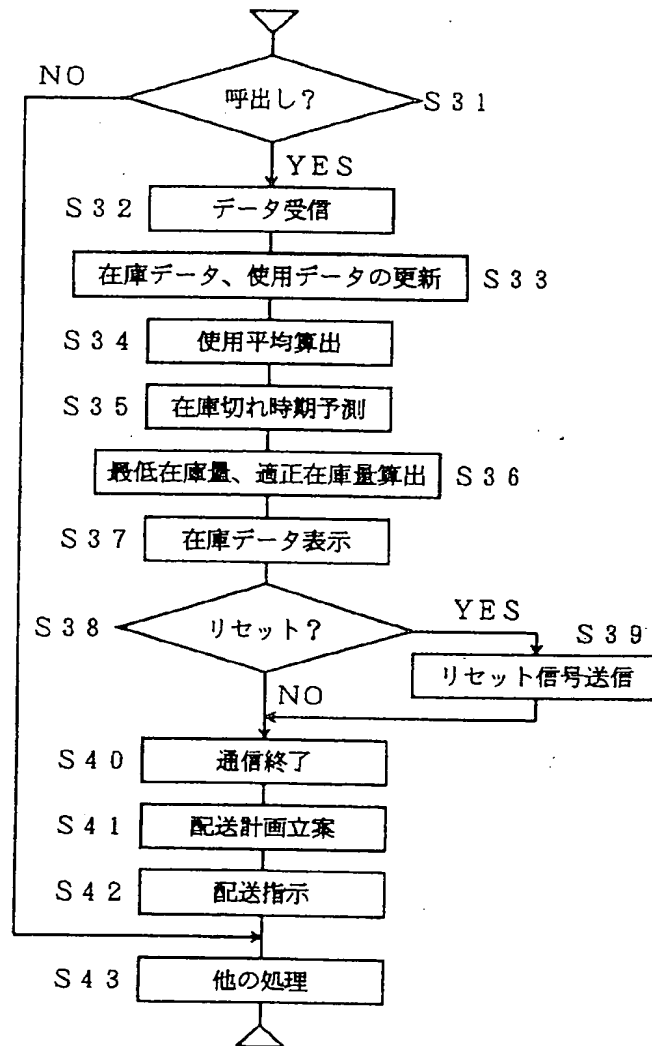 NO
呼出し?
S31
YES
S32
データ受信
在庫データ、使用データの更新
S33
S34
使用平均算出
S35
在庫切れ時期予測
最低在庫量、適正在庫量算出
S36
S37
在庫データ表示
S38
リセット?
YES
S39
リセット信号送信
NO
S40
通信終了
S41
配送計画立案
S42
配送指示
S43
他の処理